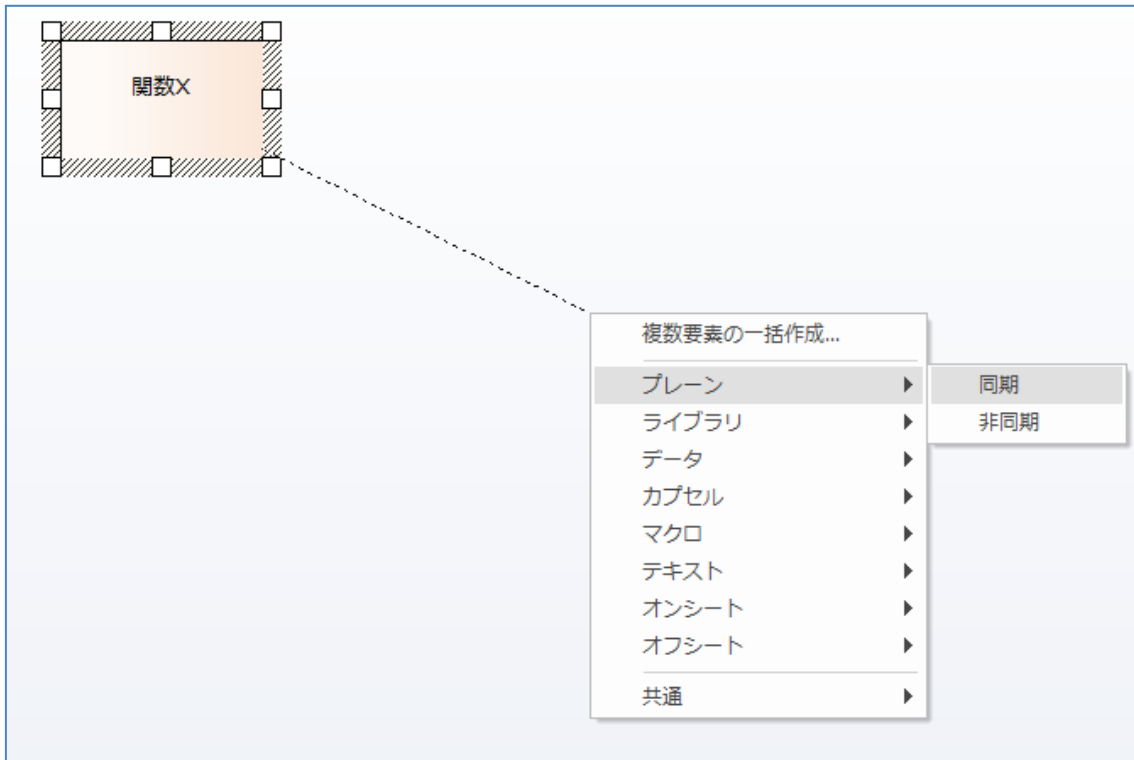 関数X
複数要素の一括作成...
プレーン
同期
ライブラリ
非同期
データ
カプセル
マクロ
テキスト
オンシート
オフシート
共通